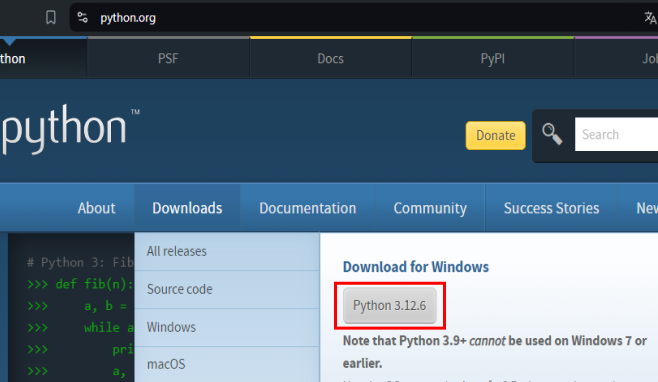 python.org
thon
PSF
Docs
PyPI
python™
Donate
Search
About
Downloads
Documentation
Community
Success Stories
# Python 3: Fib
>>> def fib(n):
>>> a, b =
>>> while a
>>> pri
>>> a,
All releases
Source code
Windows
macOS
Download for Windows
Python 3.12.6
Note that Python 3.9+ cannot be used on Windows 7 or
earlier.